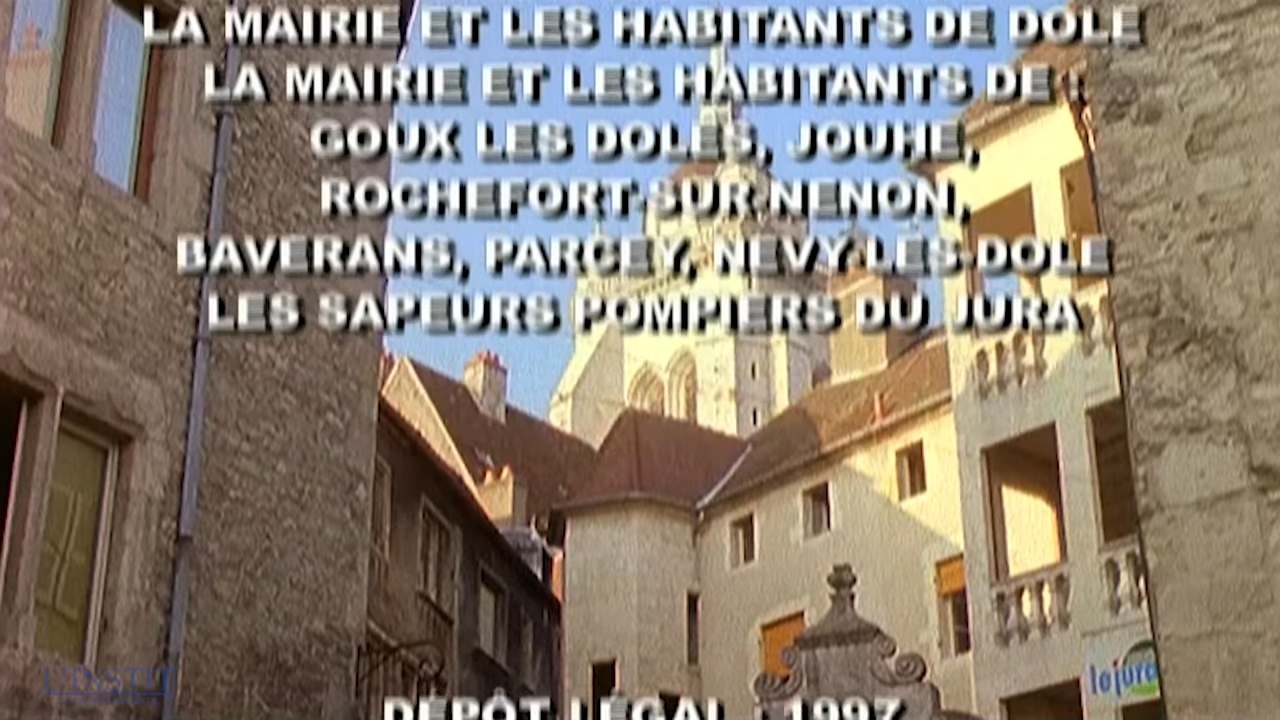 LA MAIRIE ET LES HABITANTS DE DOLE
LA MAIRIE ET LES HABITANTS DE :
GOUX LES DOLES, JOUHE,
ROCHEFORT-SUR-NENON,
BAVERANS, PARCEY, NEVY-LES-DOLE
LES SAPEURS POMPIERS DU JURA
le jura
L'INSTIT
DÉPÔT LÉGAL : 1997